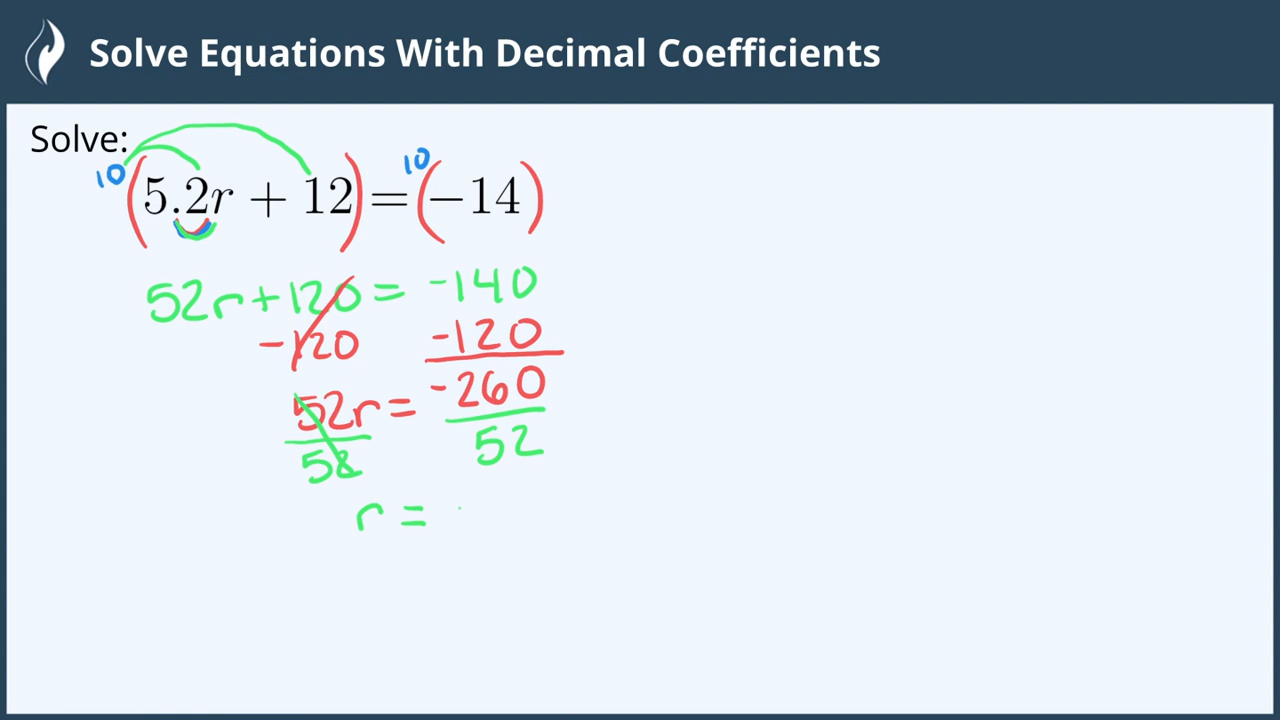 Solve Equations With Decimal Coefficients
Solve:
10 (5.2r + 12) = 10 (−14)
52r + 120 = -140
-120 -120
52r = -260
52 52
r =